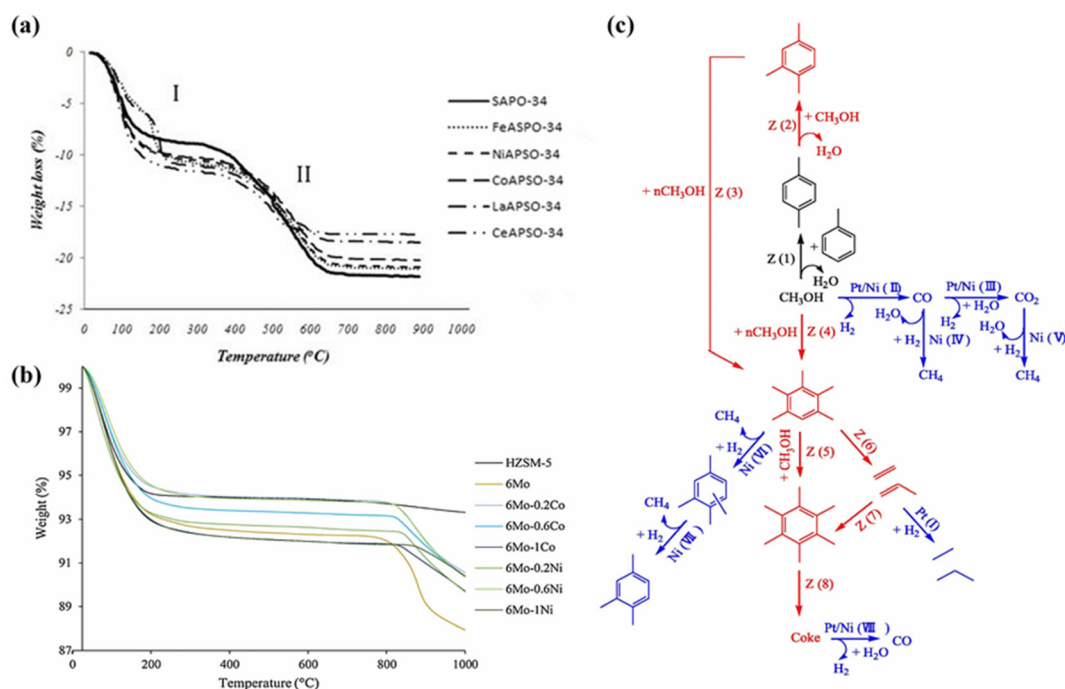 (a)
0
-5
-10
-15
-20
-25
Weight loss (%)
I
II
SAPO-34
FeASPO-34
NiAPSO-34
CoAPSO-34
LaAPSO-34
CeAPSO-34
0 100 200 300 400 500 600 700 800 900 1000
Temperature (°C)
(b)
99
97
95
93
91
89
87
Weight (%)
HZSM-5
6Mo
6Mo-0.2Co
6Mo-0.6Co
6Mo-1Co
6Mo-0.2Ni
6Mo-0.6Ni
6Mo-1Ni
0 200 400 600 800 1000
Temperature (°C)
(c)
Z (2)
+ CH₃OH
H₂O
+ nCH₃OH
Z (3)
Z (1)
+
H₂O
CH₃OH
Pt/Ni (Ⅱ)
H₂
CO
Pt/Ni (Ⅲ)
+ H₂O
H₂
CO₂
+ nCH₃OH
Z (4)
H₂O
+ H₂
Ni (Ⅳ)
CH₄
H₂O
+ H₂
Ni (Ⅴ)
CH₄
CH₄
+ H₂
Ni (Ⅵ)
+ CH₃OH
Z (5)
Z (6)
CH₄
+ H₂
Ni (Ⅶ)
Z (7)
Pt (Ⅰ)
+ H₂
Z (8)
Coke
Pt/Ni (Ⅷ)
+ H₂O
H₂
CO